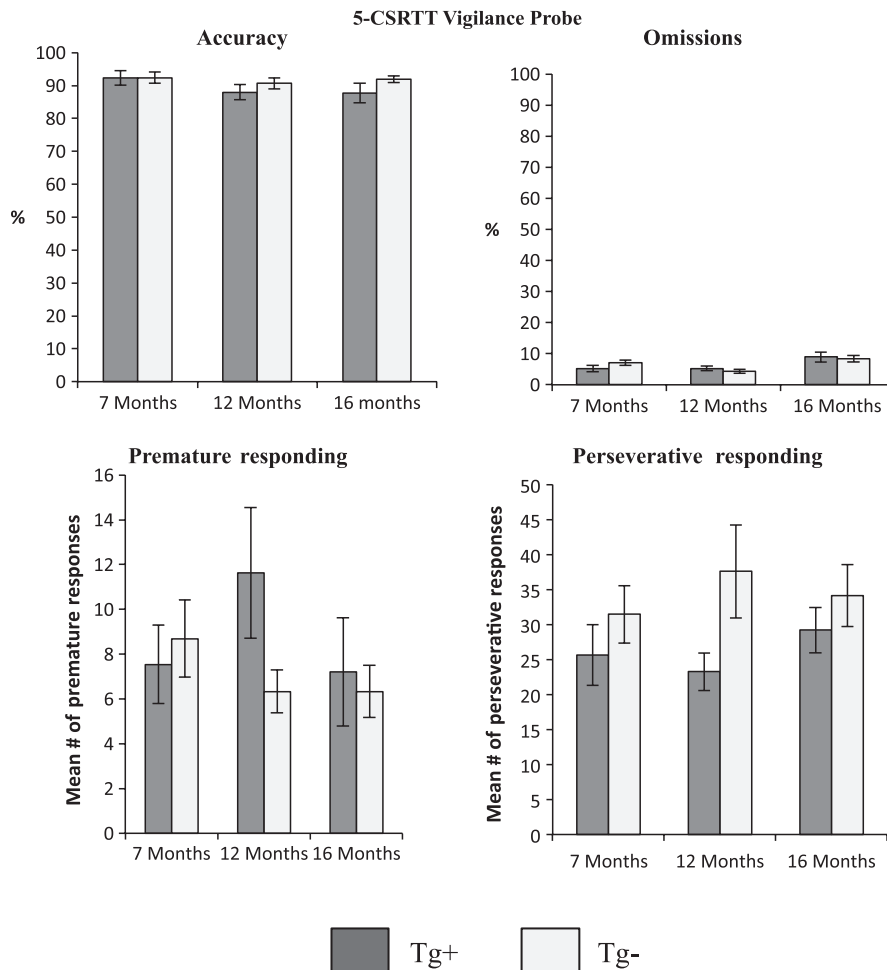 5-CSRTT Vigilance Probe
Accuracy
100
90
80
70
60
50
40
30
20
10
0
%
7 Months
12 Months
16 months
Omissions
100
90
80
70
60
50
40
30
20
10
0
%
7 Months
12 Months
16 Months
Premature responding
16
14
12
10
8
6
4
2
0
Mean # of premature responses
7 Months
12 Months
16 Months
Perseverative responding
50
45
40
35
30
25
20
15
10
5
0
Mean # of perseverative responses
7 Months
12 Months
16 Months
Tg+
Tg-